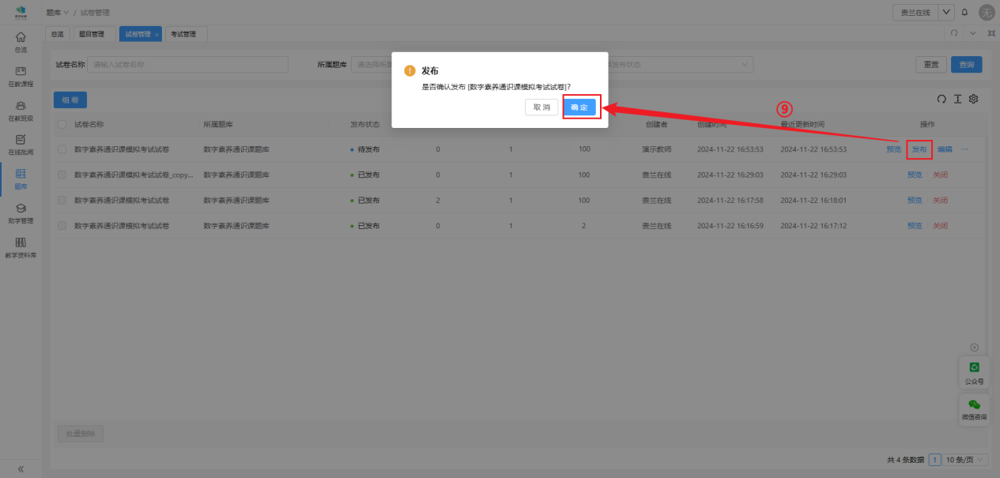 题库 / 试卷管理
贵兰在线
无
总览 题目管理 试卷管理 × 考试管理
总览
在教课程
在教班级
在线批阅
题库
助学管理
教学资料库
试卷名称 请输入试卷名称 所属题库 请选择所属 发布状态 重置 查询
发布
是否确认发布 [数字素养通识课模拟考试试卷]?
取消 确定
⑨
组卷
试卷名称 所属题库 发布状态 创建者 创建时间 最近更新时间 操作
数字素养通识课模拟考试试卷 数字素养通识课题库 待发布 0 1 100 演示教师 2024-11-22 16:53:53 2024-11-22 16:53:53 预览 发布 编辑 ···
数字素养通识课模拟考试试卷_copy... 数字素养通识课题库 已发布 0 1 100 贵兰在线 2024-11-22 16:29:03 2024-11-22 16:29:03 预览 关闭
数字素养通识课模拟考试试卷 数字素养通识课题库 已发布 2 1 100 贵兰在线 2024-11-22 16:17:58 2024-11-22 16:18:01 预览 关闭
数字素养通识课模拟考试试卷 数字素养通识课题库 已发布 0 1 2 贵兰在线 2024-11-22 16:16:59 2024-11-22 16:17:12 预览 关闭
公众号
微信咨询
批量删除
共 4 条数据 1 10 条/页